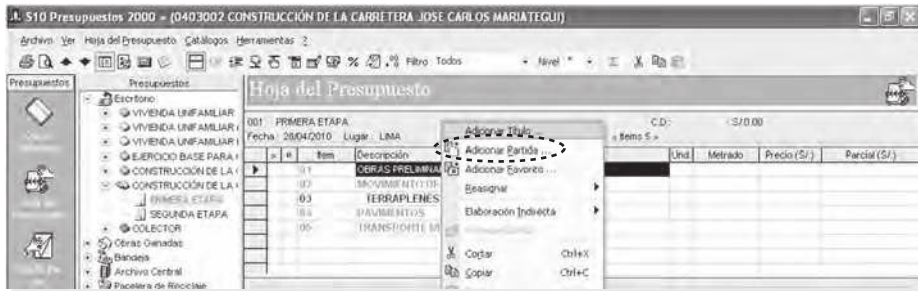 S10 Presupuestos 2000 - (0403002 CONSTRUCCIÓN DE LA CARRETERA JOSE CARLOS MARIATEGUI)
Archivo Ver Hoja del Presupuesto Catálogos Herramientas ?
Filtro Todos Nivel *
Presupuestos
Presupuestos
Escritorio
VIVIENDA UNIFAMILIAR
VIVIENDA UNIFAMILIAR
VIVIENDA UNIFAMILIAR
EJERCICIO BASE PARA
CONSTRUCCIÓN DE LA
CONSTRUCCIÓN DE LA
PRIMERA ETAPA
SEGUNDA ETAPA
COLECTOR
Obras Ganadas
Bandeja
Archivo Central
Papelera de Reciclaje
Hoja del Presupuesto
001 PRIMERA ETAPA C.D.: S/0.00
Fecha : 28/04/2010 Lugar : LIMA « Items 5 »
Item Descripción Und. Metrado Precio (S/.) Parcial (S/.)
01 OBRAS PRELIMINA
02 MOVIMIENTO DE
03 TERRAPLENES
04 PAVIMENTOS
05 TRANSPORTE
Adicionar Título ...
Adicionar Partida ...
Adicionar Favorito ...
Reasignar
Elaboración Indirecta
Cortar Ctrl+X
Copiar Ctrl+C